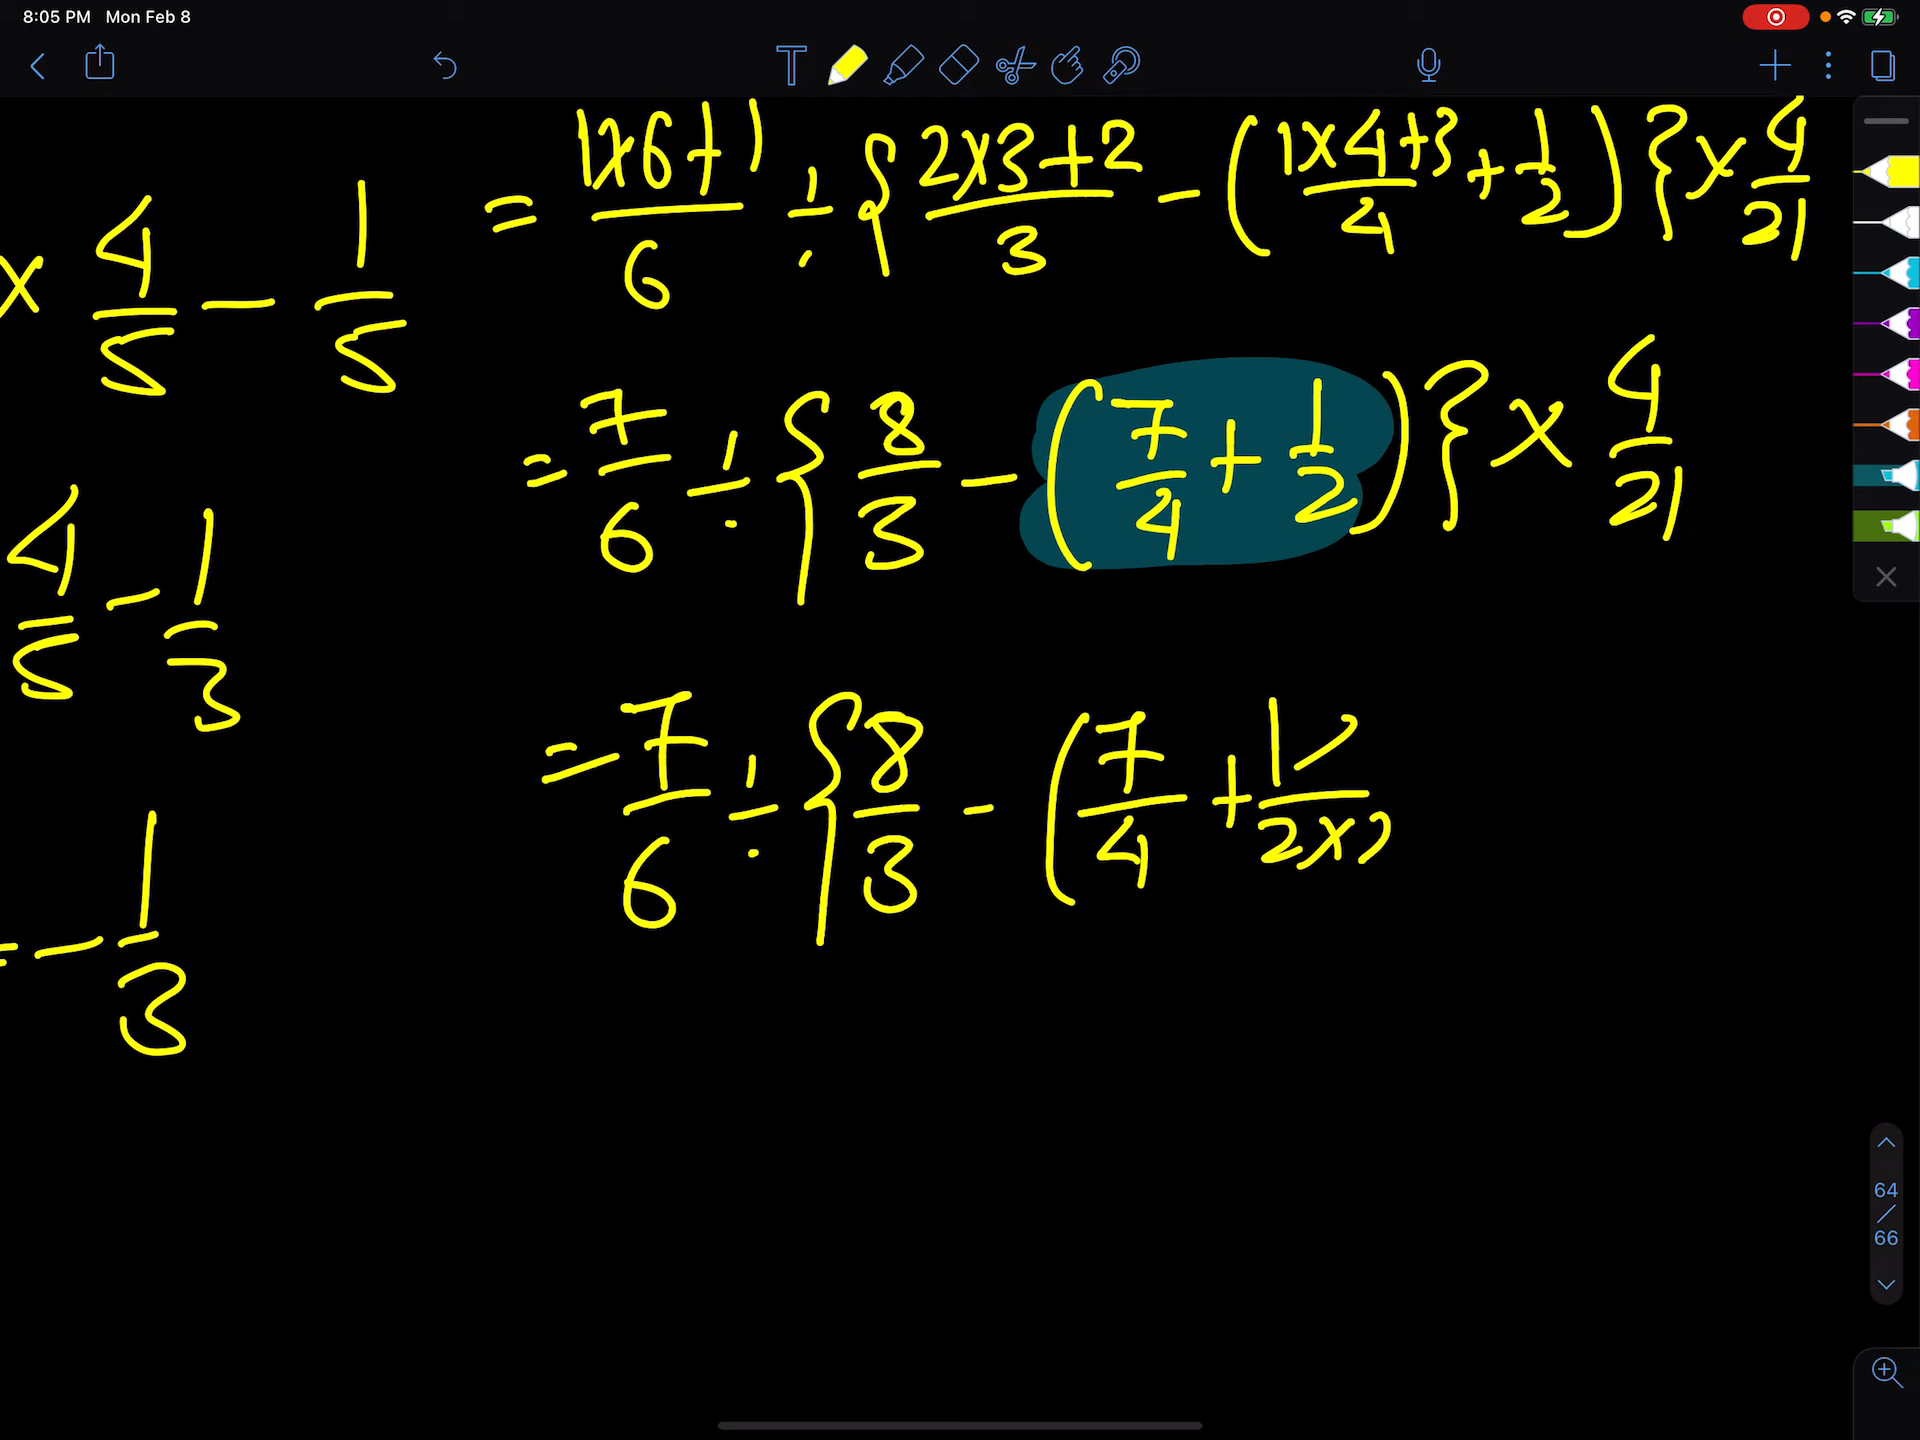 8:05 PM Mon Feb 8
T
= 1×6+1/6 ÷ { 2×3+2/3 - ( 1×4+3/4 + 1/2 ) } × 4/21
× 4/5 - 1/5
= 7/6 ÷ { 8/3 - ( 7/4 + 1/2 ) } × 4/21
4/5 - 1/3
= 7/6 ÷ { 8/3 - ( 7/4 + 1/2×
= - 1/3
64
/
66